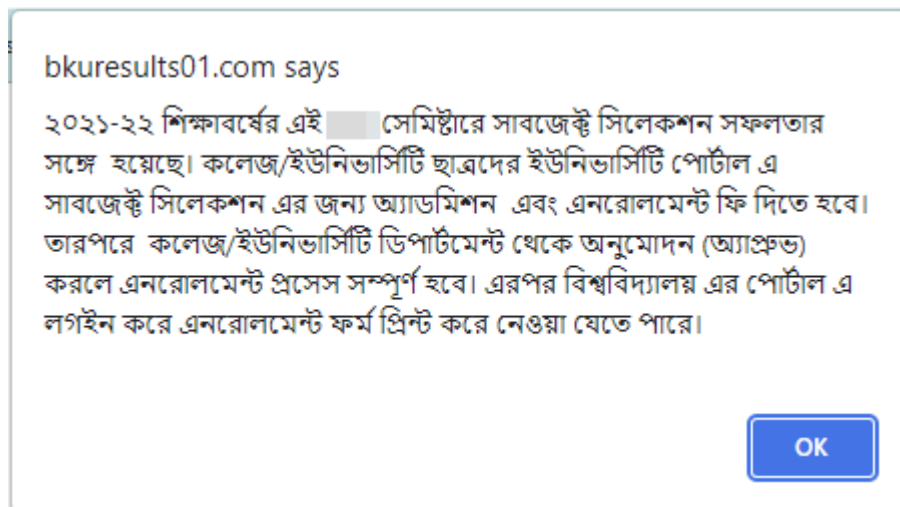 bkuresults01.com says
২০২১-২২ শিক্ষাবর্ষের এই সেমিষ্টারে সাবজেক্ট সিলেকশন সফলতার
সঙ্গে হয়েছে। কলেজ/ইউনিভার্সিটি ছাত্রদের ইউনিভার্সিটি পোর্টাল এ
সাবজেক্ট সিলেকশন এর জন্য অ্যাডমিশন এবং এনরোলমেন্ট ফি দিতে হবে।
তারপরে কলেজ/ইউনিভার্সিটি ডিপার্টমেন্ট থেকে অনুমোদন (অ্যাপ্রুভ)
করলে এনরোলমেন্ট প্রসেস সম্পূর্ণ হবে। এরপর বিশ্ববিদ্যালয় এর পোর্টাল এ
লগইন করে এনরোলমেন্ট ফর্ম প্রিন্ট করে নেওয়া যেতে পারে।
OK